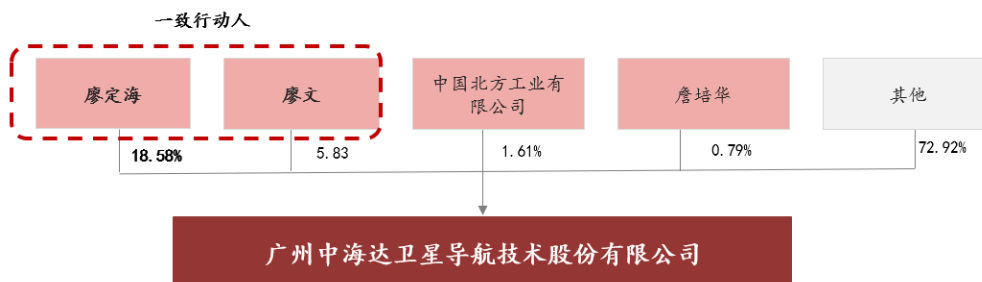 一致行动人
廖定海
廖文
中国北方工业有
限公司
詹培华
其他
18.58%
5.83
1.61%
0.79%
72.92%
广州中海达卫星导航技术股份有限公司